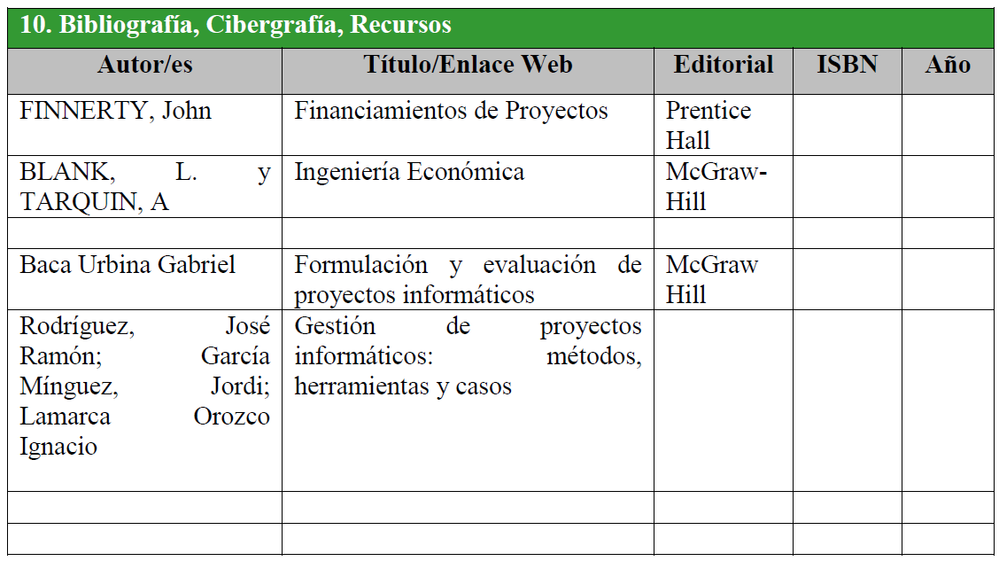 10. Bibliografía, Cibergrafía, Recursos
Autor/es Título/Enlace Web Editorial ISBN Año
FINNERTY, John Financiamientos de Proyectos Prentice
Hall
BLANK, L. y Ingeniería Económica McGraw-
TARQUIN, A Hill
Baca Urbina Gabriel Formulación y evaluación de McGraw
proyectos informáticos Hill
Rodríguez, José Gestión de proyectos
Ramón; García informáticos: métodos,
Mínguez, Jordi; herramientas y casos
Lamarca Orozco
Ignacio